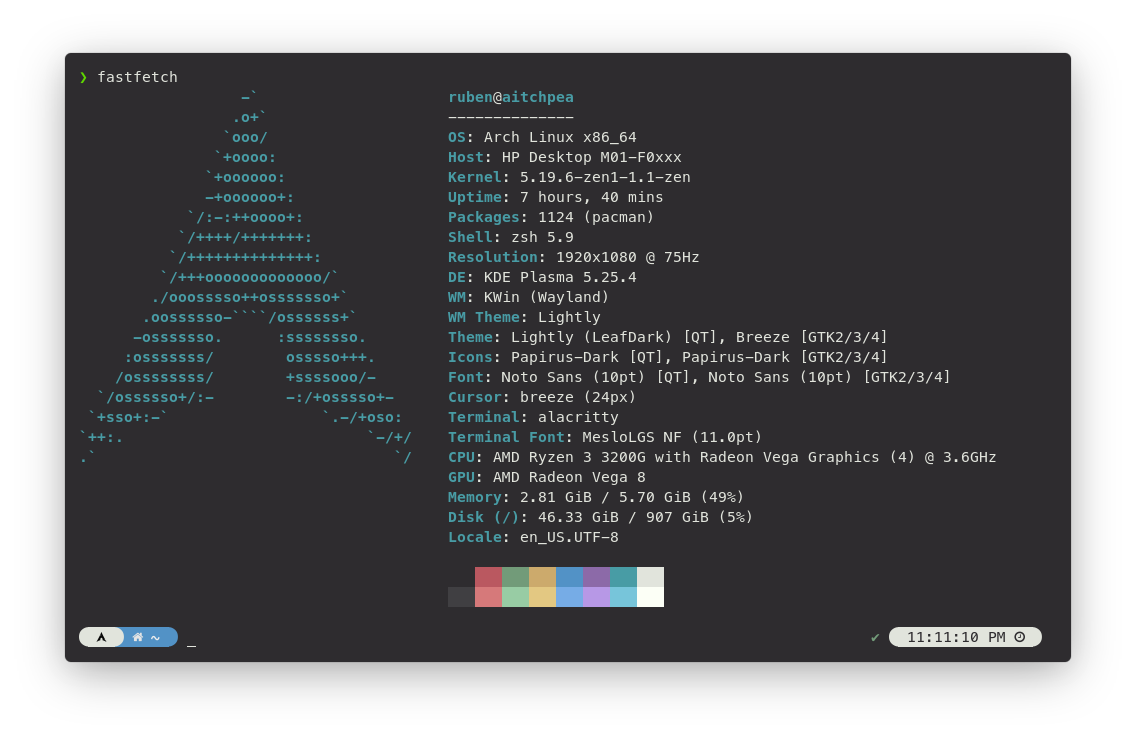 ❯ fastfetch
                  -`                     ruben@aitchpea
                 .o+`                    --------------
                `ooo/                    OS: Arch Linux x86_64
               `+oooo:                   Host: HP Desktop M01-F0xxx
              `+oooooo:                  Kernel: 5.19.6-zen1-1.1-zen
              -+oooooo+:                 Uptime: 7 hours, 40 mins
            `/:-:++oooo+:                Packages: 1124 (pacman)
           `/++++/+++++++:               Shell: zsh 5.9
          `/++++++++++++++:              Resolution: 1920x1080 @ 75Hz
         `/+++ooooooooooooo/`            DE: KDE Plasma 5.25.4
        ./ooosssso++osssssso+`           WM: KWin (Wayland)
       .oossssso-````/ossssss+`          WM Theme: Lightly
      -osssssso.      :ssssssso.         Theme: Lightly (LeafDark) [QT], Breeze [GTK2/3/4]
     :osssssss/        osssso+++.        Icons: Papirus-Dark [QT], Papirus-Dark [GTK2/3/4]
    /ossssssss/        +ssssooo/-        Font: Noto Sans (10pt) [QT], Noto Sans (10pt) [GTK2/3/4]
  `/ossssso+/:-        -:/+osssso+-      Cursor: breeze (24px)
 `+sso+:-`                 `.-/+oso:     Terminal: alacritty
`++:.                           `-/+/    Terminal Font: MesloLGS NF (11.0pt)
.`                                 `/    CPU: AMD Ryzen 3 3200G with Radeon Vega Graphics (4) @ 3.6GHz
                                         GPU: AMD Radeon Vega 8
                                         Memory: 2.81 GiB / 5.70 GiB (49%)
                                         Disk (/): 46.33 GiB / 907 GiB (5%)
                                         Locale: en_US.UTF-8
~ _ ✔ 11:11:10 PM